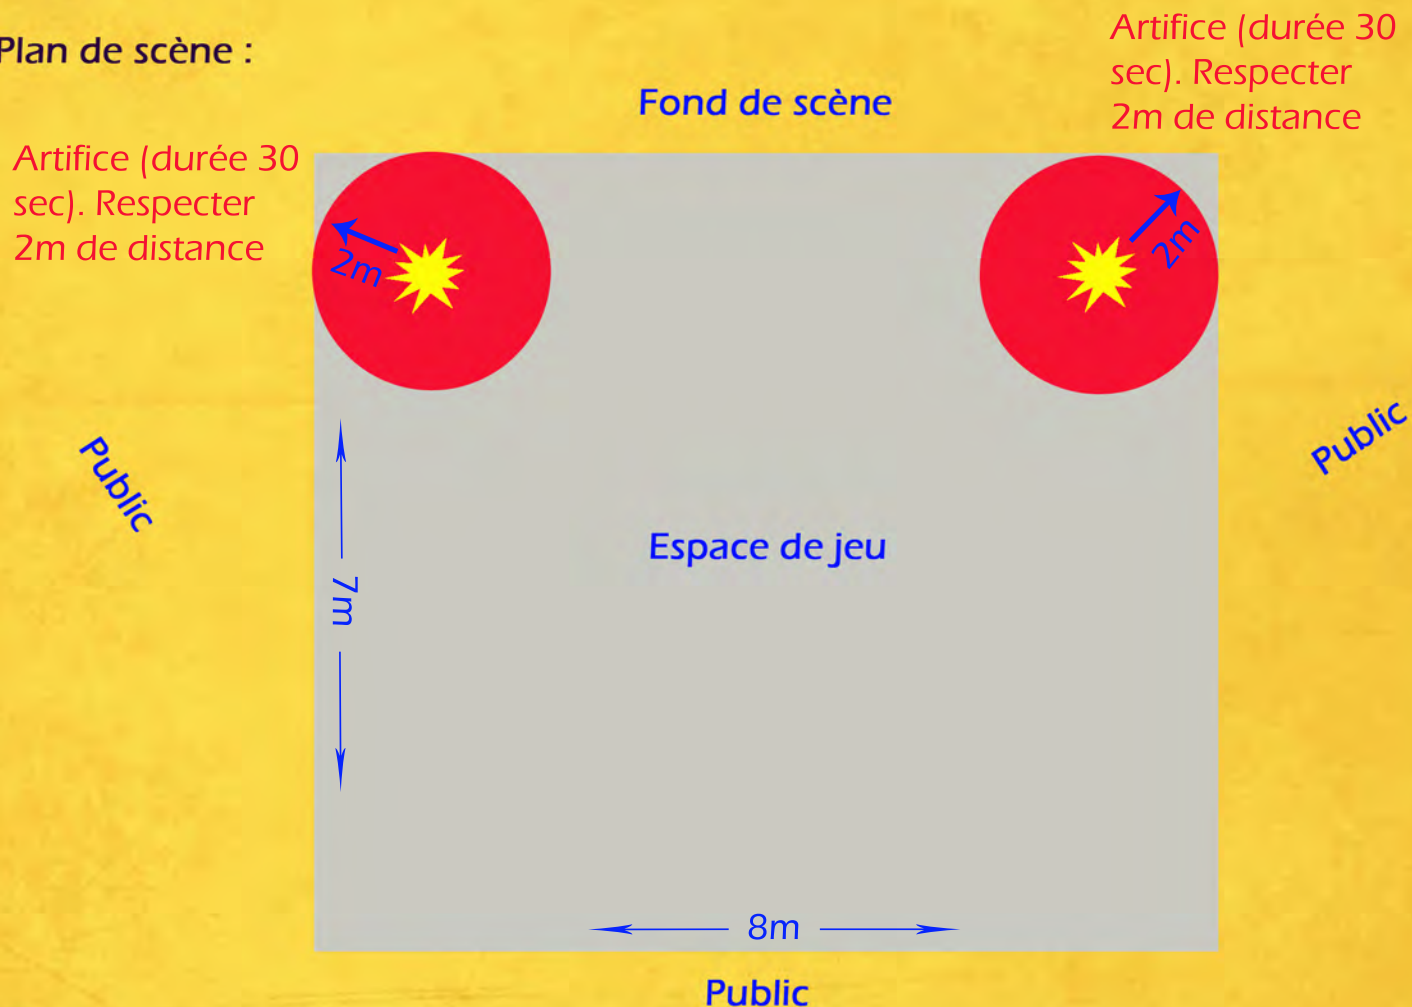 Plan de scène :
Artifice (durée 30
sec). Respecter
2m de distance
Fond de scène
Artifice (durée 30
sec). Respecter
2m de distance
2m
2m
Public
Public
Espace de jeu
7m
8m
Public